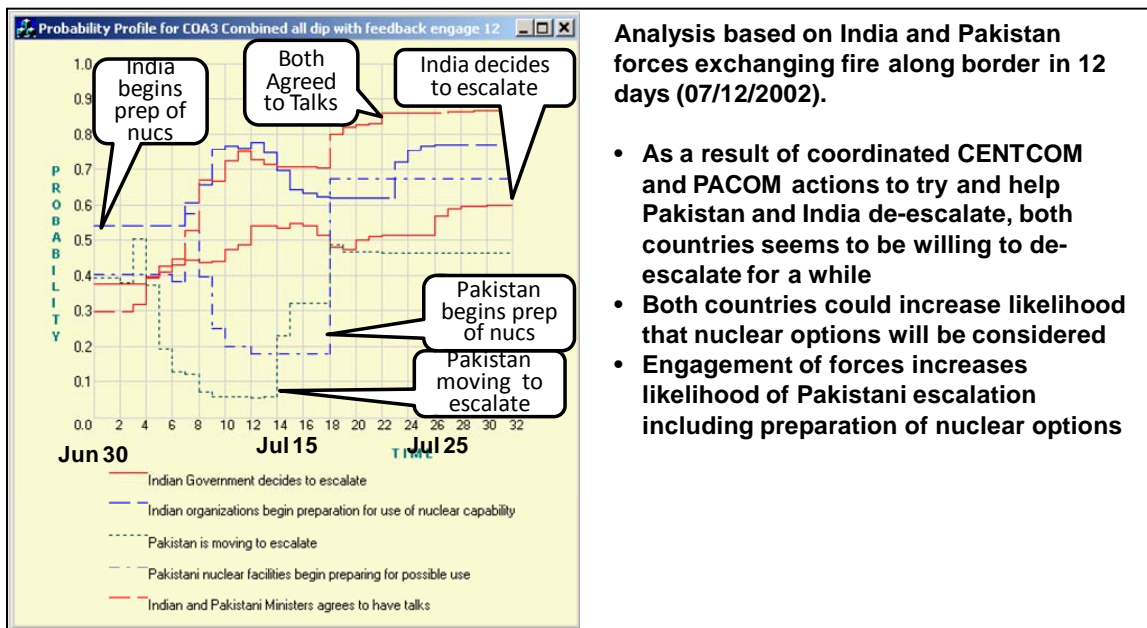 Probability Profile for COA3 Combined all dip with feedback engage 12
India
begins
prep of
nucs
Both
Agreed
to Talks
India decides
to escalate
Pakistan
begins prep
of nucs
Pakistan
moving to
escalate
PROBABILITY
1.0
0.9
0.8
0.7
0.6
0.5
0.4
0.3
0.2
0.1
0.0
0 2 4 6 8 10 12 14 16 18 20 22 24 26 28 30 32
Jun 30 Jul 15 Jul 25
TIME
Indian Government decides to escalate
Indian organizations begin preparation for use of nuclear capability
Pakistan is moving to escalate
Pakistani nuclear facilities begin preparing for possible use
Indian and Pakistani Ministers agrees to have talks
Analysis based on India and Pakistan
forces exchanging fire along border in 12
days (07/12/2002).
• As a result of coordinated CENTCOM
and PACOM actions to try and help
Pakistan and India de-escalate, both
countries seems to be willing to de-
escalate for a while
• Both countries could increase likelihood
that nuclear options will be considered
• Engagement of forces increases
likelihood of Pakistani escalation
including preparation of nuclear options